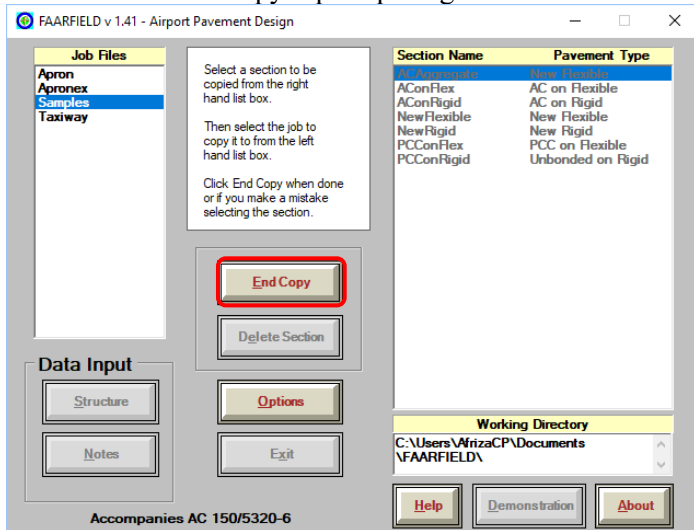 FAARFIELD v 1.41 - Airport Pavement Design
Job Files
Apron
Apronex
Samples
Taxiway
Select a section to be
copied from the right
hand list box.
Then select the job to
copy it to from the left
hand list box.
Click End Copy when done
or if you make a mistake
selecting the section.
Section Name Pavement Type
ACAggregate New Flexible
AConFlex AC on Flexible
AConRigid AC on Rigid
NewFlexible New Flexible
NewRigid New Rigid
PCConFlex PCC on Flexible
PCConRigid Unbonded on Rigid
End Copy
Delete Section
Data Input
Structure
Options
Notes
Exit
Working Directory
C:\Users\AfrizaCP\Documents
\FAARFIELD\
Help
Demonstration
About
Accompanies AC 150/5320-6